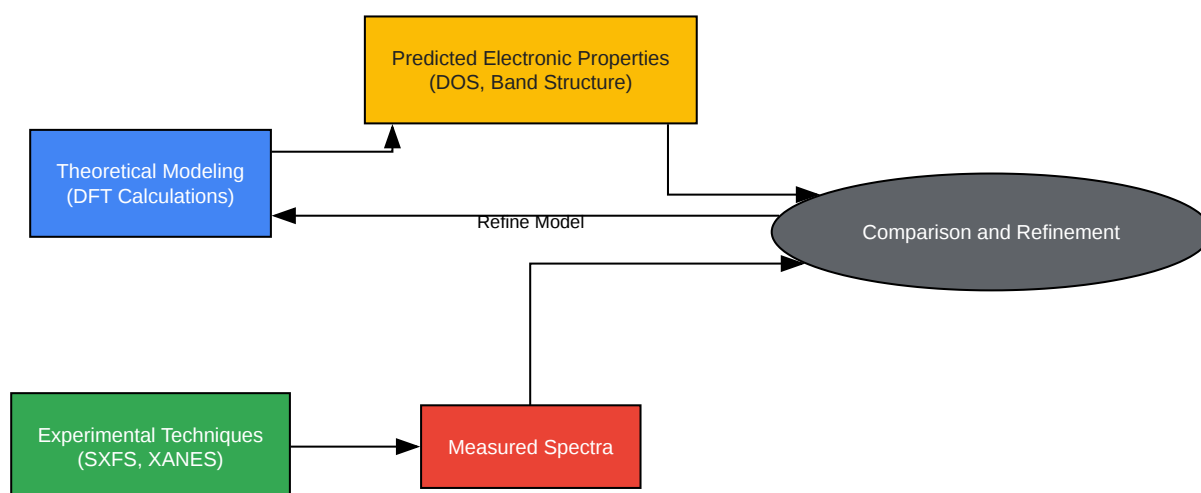 Predicted Electronic Properties
(DOS, Band Structure)
Theoretical Modeling
(DFT Calculations)
Refine Model
Comparison and Refinement
Experimental Techniques
(SXFS, XANES)
Measured Spectra